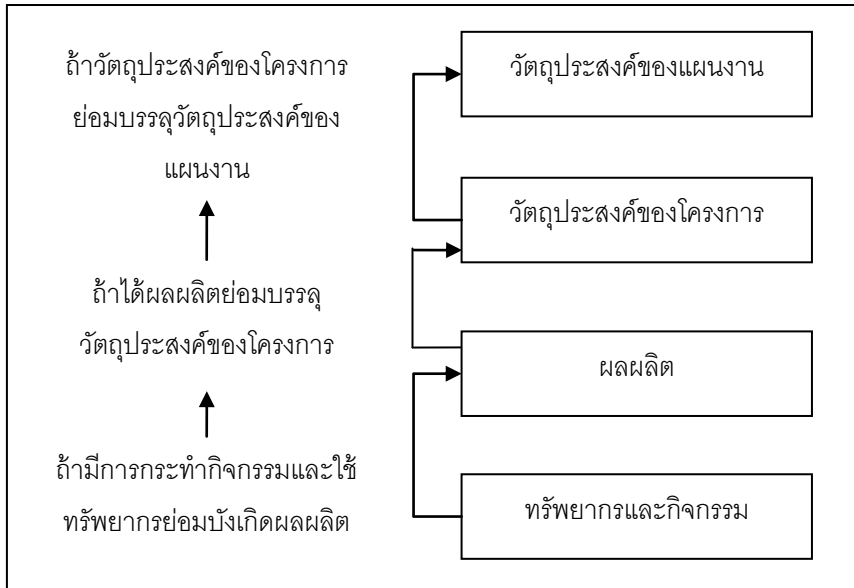 ถ้าวัตถุประสงค์ของโครงการ
ย่อมบรรลุวัตถุประสงค์ของ
แผนงาน
ถ้าได้ผลผลิตย่อมบรรลุ
วัตถุประสงค์ของโครงการ
ถ้ามีการกระทำกิจกรรมและใช้
ทรัพยากรย่อมบังเกิดผลผลิต
วัตถุประสงค์ของแผนงาน
วัตถุประสงค์ของโครงการ
ผลผลิต
ทรัพยากรและกิจกรรม